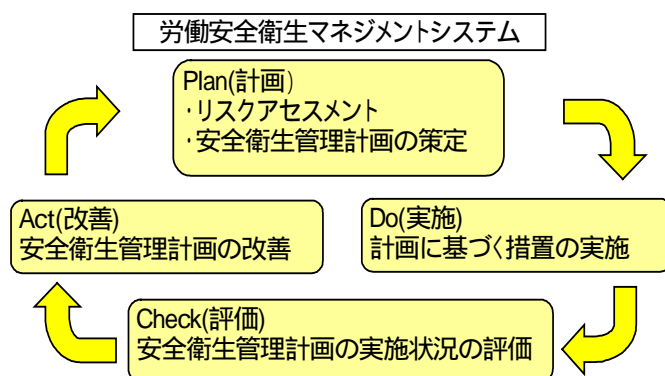 労働安全衛生マネジメントシステム
Plan(計画)
・リスクアセスメント
・安全衛生管理計画の策定
Act(改善)
安全衛生管理計画の改善
Do(実施)
計画に基づく措置の実施
Check(評価)
安全衛生管理計画の実施状況の評価